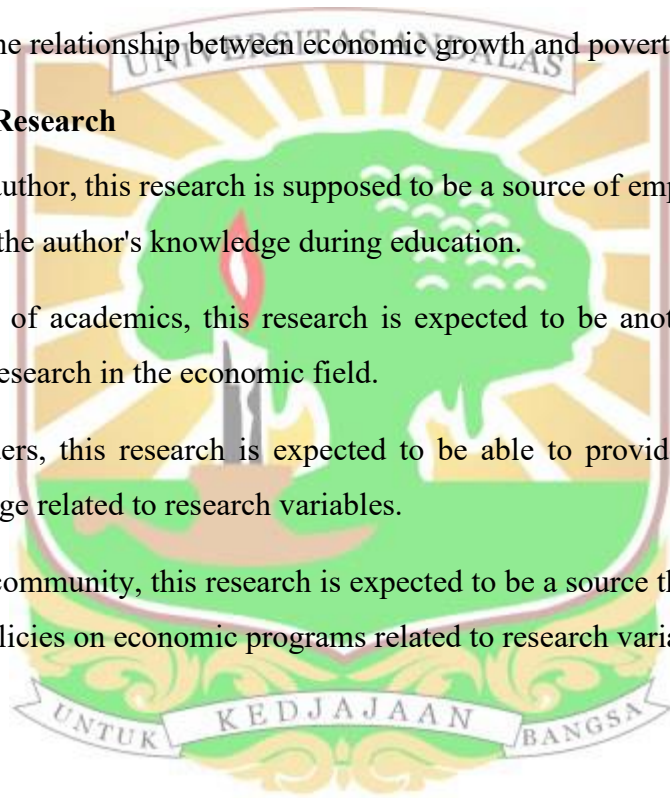 ne relationship between economic growth and povert
UNIVERSITAS ANDALAS
Research
author, this research is supposed to be a source of emp
the author's knowledge during education.
of academics, this research is expected to be anot
esearch in the economic field.
ers, this research is expected to be able to provid
ge related to research variables.
community, this research is expected to be a source th
licies on economic programs related to research varia
UNTUK KEDJAJAAN BANGSA